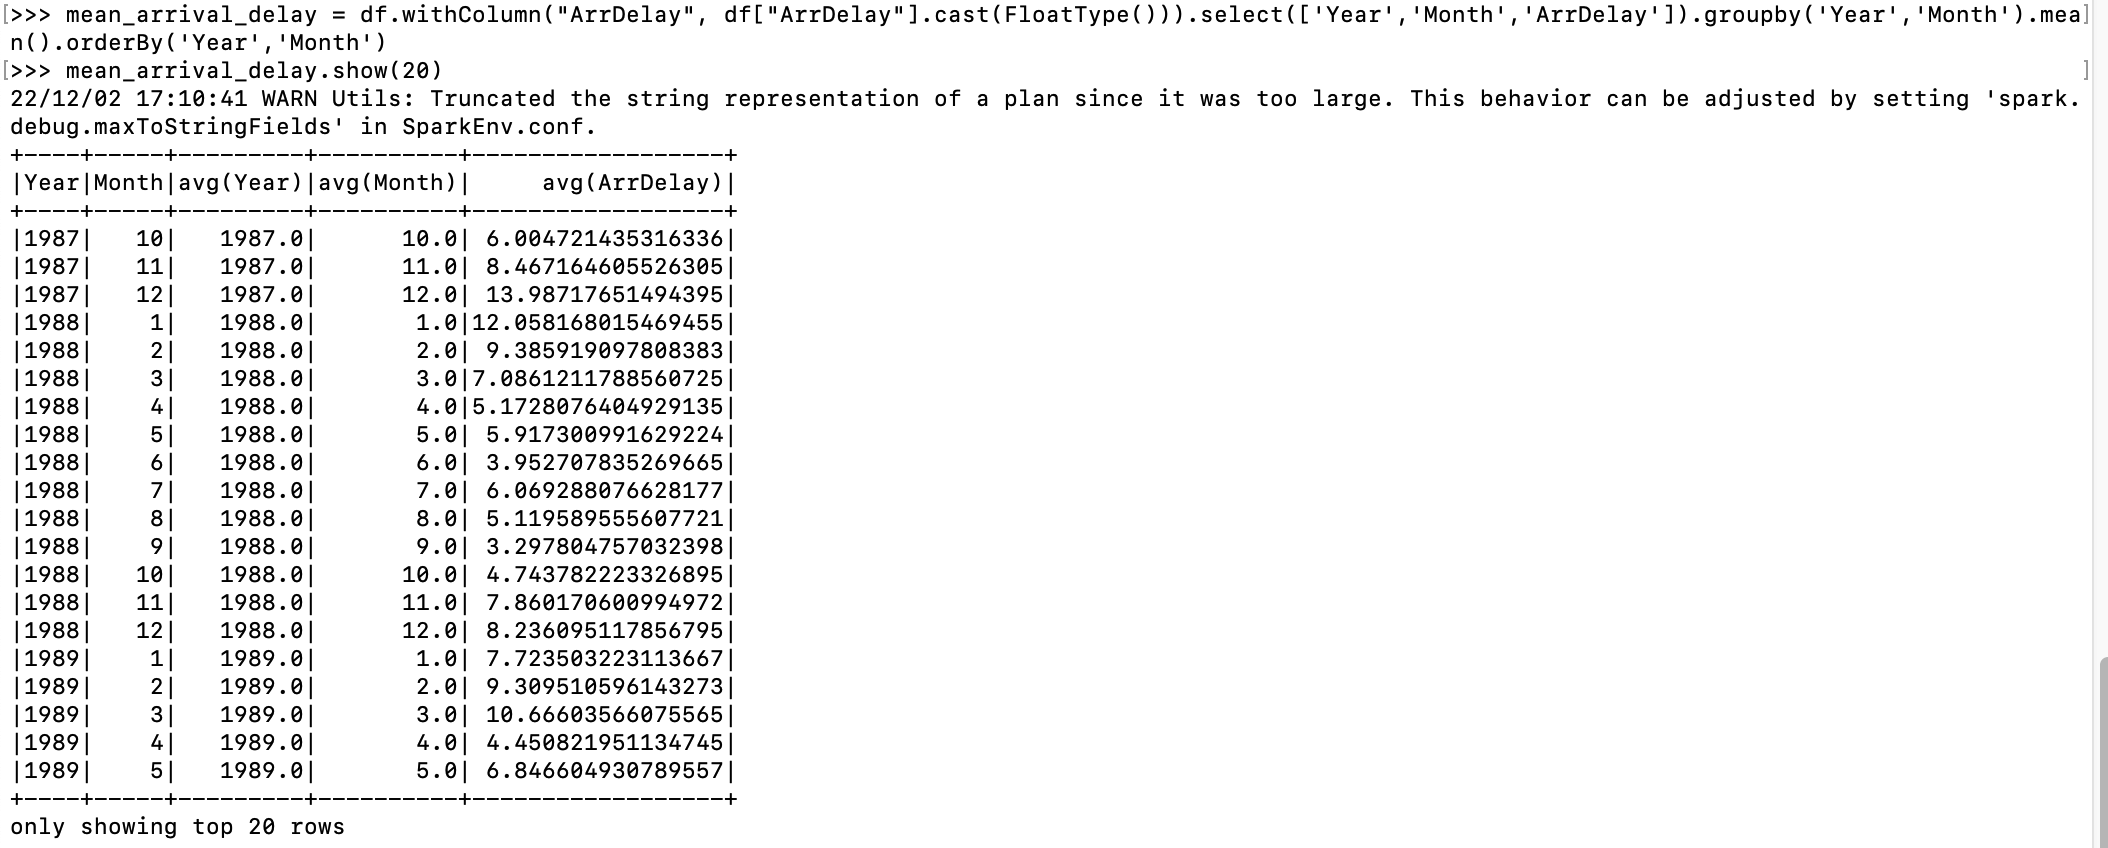 [>>> mean_arrival_delay = df.withColumn("ArrDelay", df["ArrDelay"].cast(FloatType())).select(['Year','Month','ArrDelay']).groupby('Year','Month').mea]
n().orderBy('Year','Month')
[>>> mean_arrival_delay.show(20) ]
22/12/02 17:10:41 WARN Utils: Truncated the string representation of a plan since it was too large. This behavior can be adjusted by setting 'spark.
debug.maxToStringFields' in SparkEnv.conf.
+----+-----+---------+----------+------------------+
|Year|Month|avg(Year)|avg(Month)|     avg(ArrDelay)|
+----+-----+---------+----------+------------------+
|1987|   10|   1987.0|      10.0| 6.004721435316336|
|1987|   11|   1987.0|      11.0| 8.467164605526305|
|1987|   12|   1987.0|      12.0| 13.98717651494395|
|1988|    1|   1988.0|       1.0|12.058168015469455|
|1988|    2|   1988.0|       2.0| 9.385919097808383|
|1988|    3|   1988.0|       3.0|7.0861211788560725|
|1988|    4|   1988.0|       4.0|5.1728076404929135|
|1988|    5|   1988.0|       5.0| 5.917300991629224|
|1988|    6|   1988.0|       6.0| 3.952707835269665|
|1988|    7|   1988.0|       7.0| 6.069288076628177|
|1988|    8|   1988.0|       8.0| 5.119589555607721|
|1988|    9|   1988.0|       9.0| 3.297804757032398|
|1988|   10|   1988.0|      10.0| 4.743782223326895|
|1988|   11|   1988.0|      11.0| 7.860170600994972|
|1988|   12|   1988.0|      12.0| 8.236095117856795|
|1989|    1|   1989.0|       1.0| 7.723503223113667|
|1989|    2|   1989.0|       2.0| 9.309510596143273|
|1989|    3|   1989.0|       3.0| 10.66603566075565|
|1989|    4|   1989.0|       4.0| 4.450821951134745|
|1989|    5|   1989.0|       5.0| 6.846604930789557|
+----+-----+---------+----------+------------------+
only showing top 20 rows